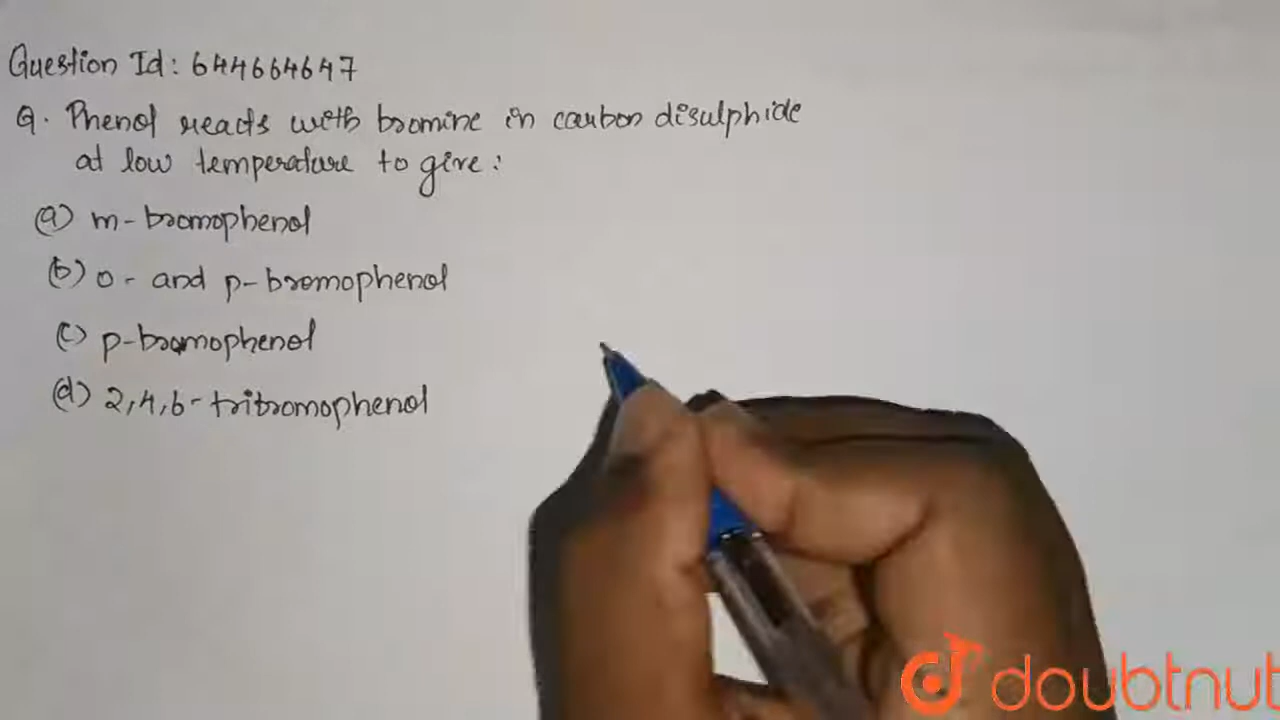 Question Id: 644664647
Q. Phenol reacts with bromine in carbon disulphide
at low temperature to give:
(a) m-bromophenol
(b) o- and p-bromophenol
(c) p-bromophenol
(d) 2,4,6-tribromophenol
doubtnut